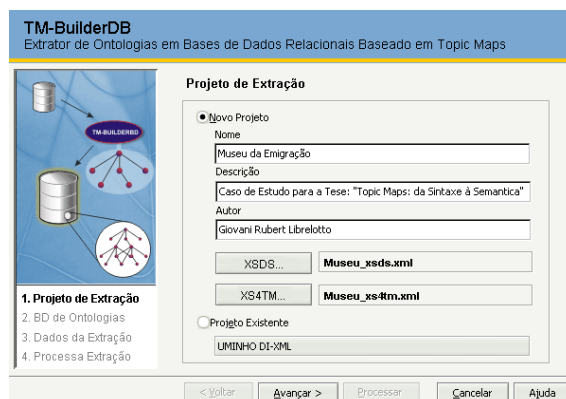 TM-BuilderDB
Extrator de Ontologias em Bases de Dados Relacionais Baseado em Topic Maps
TM-BUILDERBD
1. Projeto de Extração
2. BD de Ontologias
3. Dados da Extração
4. Processa Extração
Projeto de Extração
Novo Projeto
Nome
Museu da Emigração
Descrição
Caso de Estudo para a Tese: "Topic Maps: da Sintaxe à Semantica"
Autor
Giovani Rubert Librelotto
XSDS... Museu_xsds.xml
XS4TM... Museu_xs4tm.xml
Projeto Existente
UMINHO DI-XML
< Voltar Avançar > Processar Cancelar Ajuda